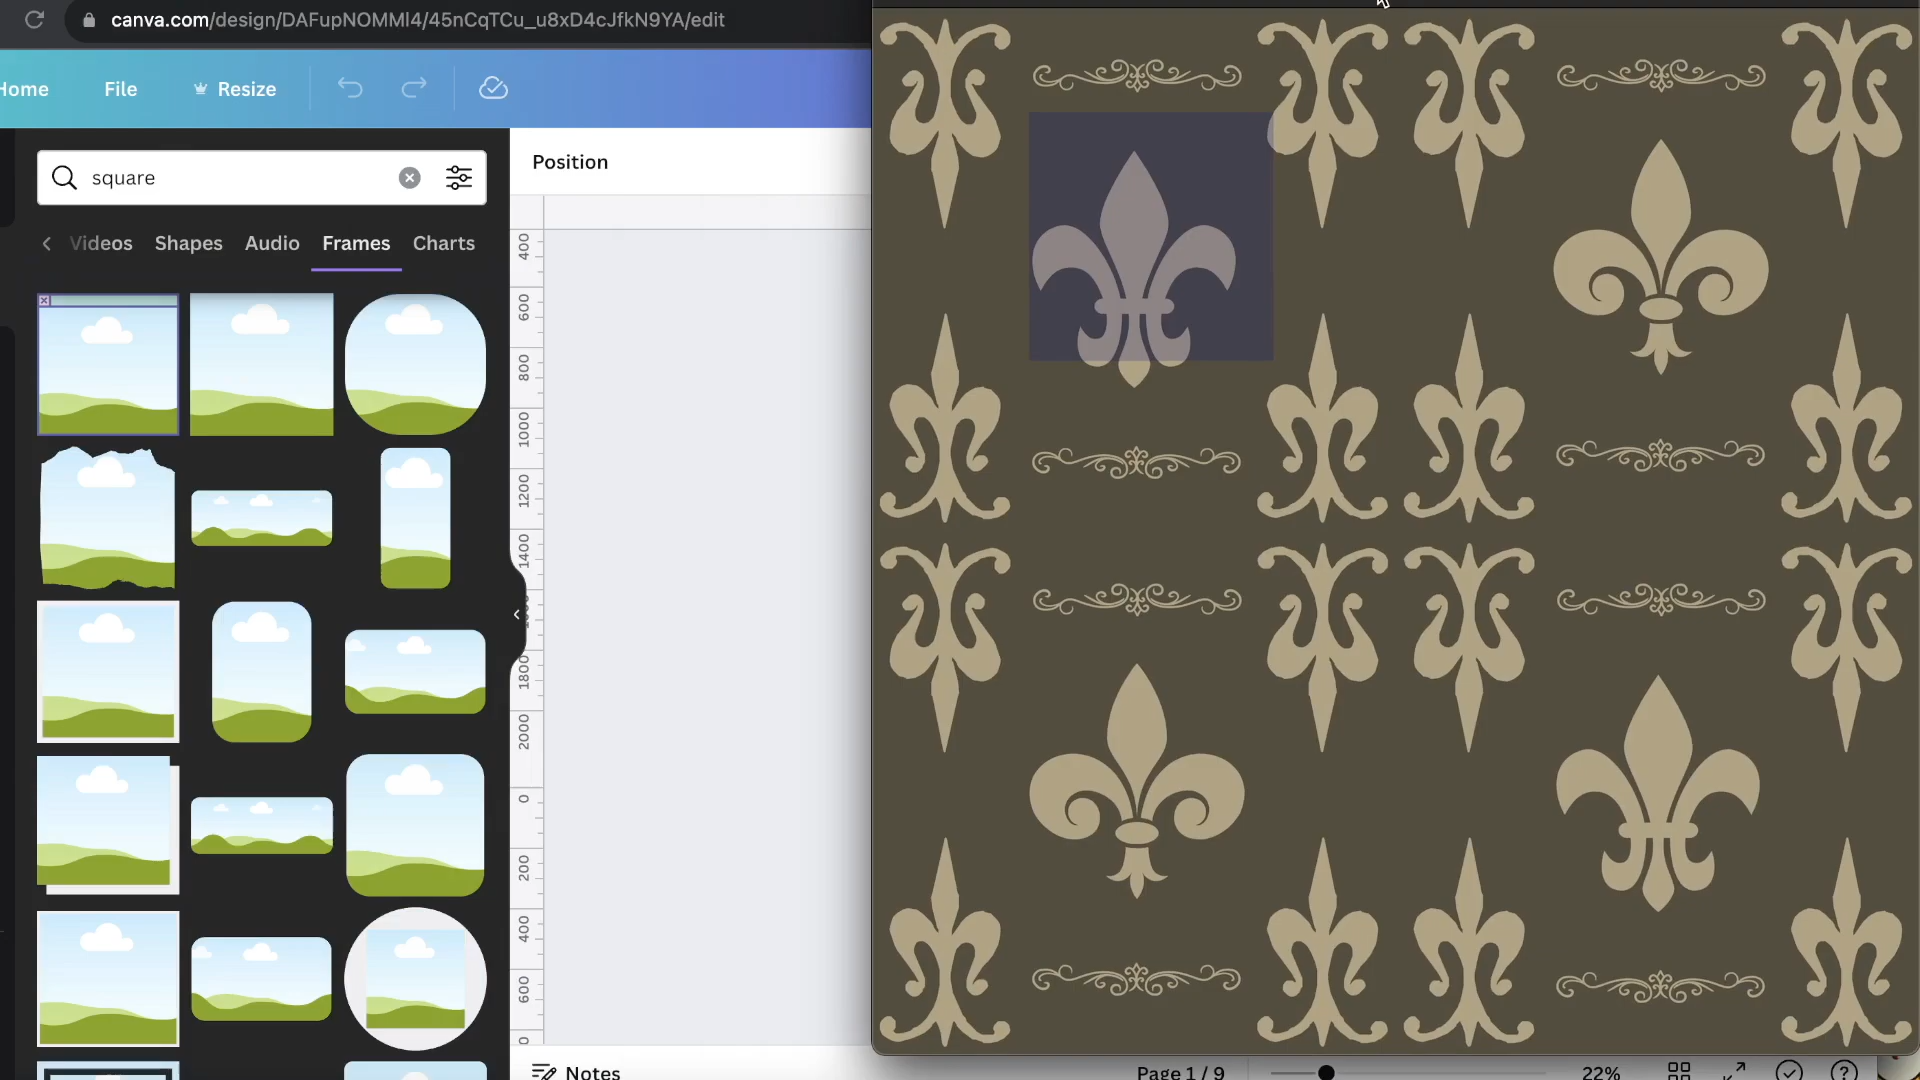 canva.com/design/DAFupNOMMI4/45nCqTCu_u8xD4cJfkN9YA/edit
Home File Resize
square
Position
Videos Shapes Audio Frames Charts
400
600
800
1000
1200
1400
1800
2000
0
200
400
600
0
Notes Page 1 / 9 22%